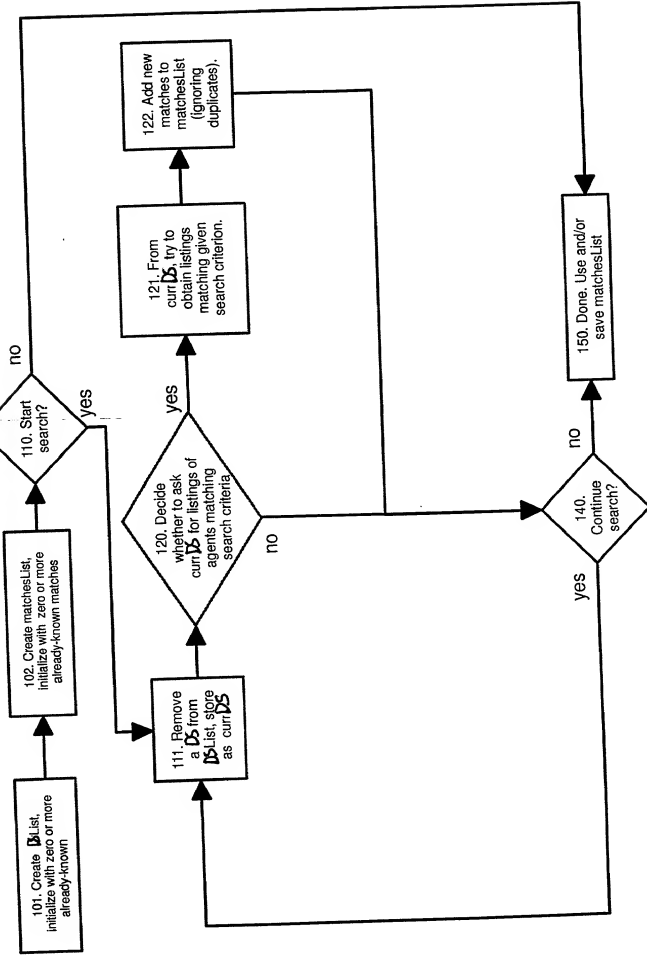 101. Create DSList,
initialize with zero or more
already-known
102. Create matchesList,
initialize with zero or more
already-known matches
110. Start
search?
no
yes
111. Remove
a DS from
DSList, store
as currDS
120. Decide
whether to ask
currDS for listings of
agents matching
search criteria
yes
no
121. From
currDS, try to
obtain listings
matching given
search criterion.
122. Add new
matches to
matchesList
(ignoring
duplicates).
140.
Continue
search?
yes
no
150. Done. Use and/or
save matchesList